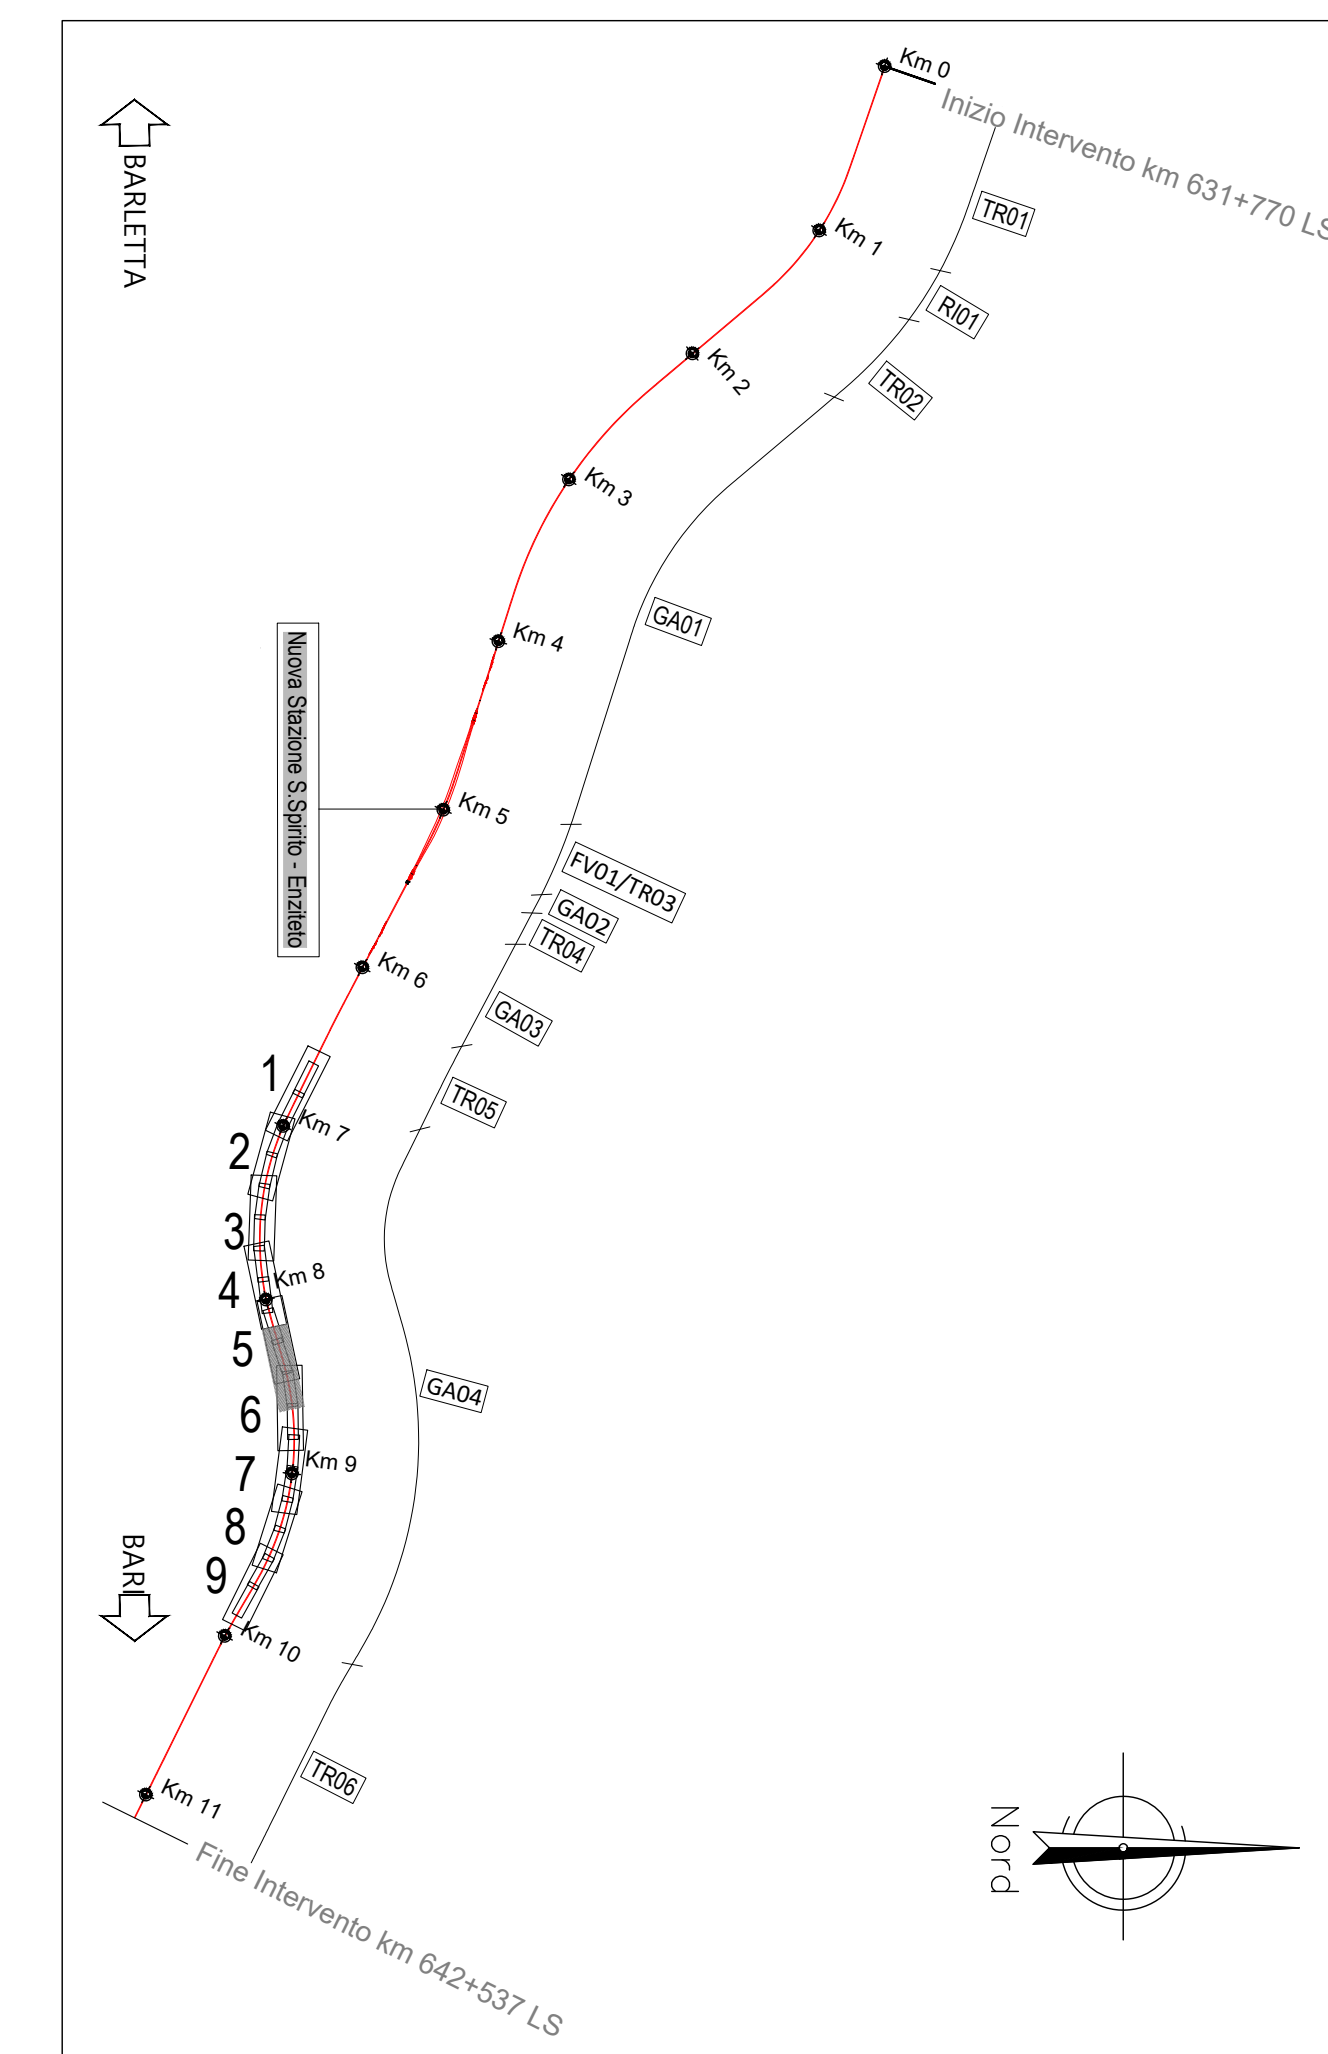 Km 0
Inizio Intervento km 631+770 LS
BARLETTA
TR01
Km 1
RI01
Km 2
TR02
Km 3
GA01
Km 4
Nuova Stazione S.Spirito - Enziteto
Km 5
FV01/TR03
GA02
TR04
Km 6
GA03
1
TR05
Km 7
2
3
Km 8
4
5
GA04
6
Km 9
7
8
BARI
9
Km 10
TR06
Km 11
Nord
Fine Intervento km 642+537 LS